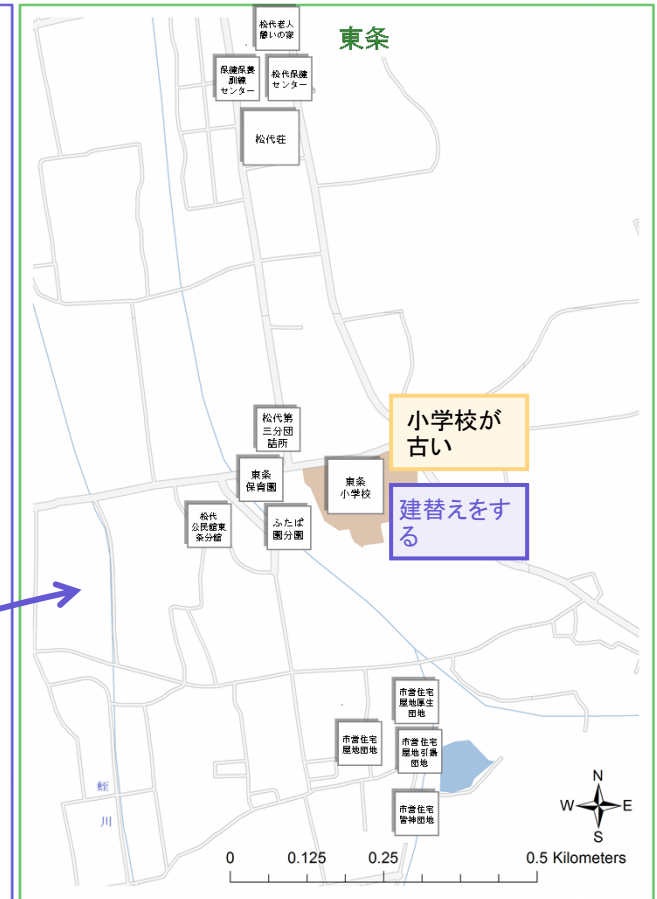 松代老人
憩いの家
東条
保健保養
訓練
センター
松代保健
センター
松代荘
松代第
三分団
詰所
小学校が
古い
東条
保育園
東条
小学校
建替えをす
る
松代
公民館東
条分館
ふたば
園分園
市営住宅
屋地厚生
団地
市営住宅
屋地団地
市営住宅
屋地引揚
団地
蛭
川
市営住宅
皆神団地
N
W
E
S
0
0.125
0.25
0.5 Kilometers